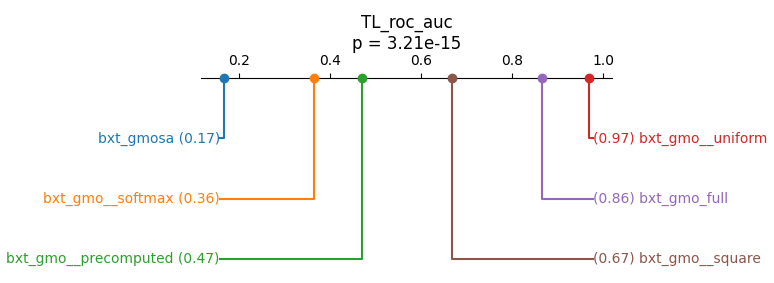 TL_roc_auc
p = 3.21e-15
0.2 0.4 0.6 0.8 1.0
bxt_gmosa (0.17)
(0.97) bxt_gmo__uniform
bxt_gmo__softmax (0.36)
(0.86) bxt_gmo_full
bxt_gmo__precomputed (0.47)
(0.67) bxt_gmo__square